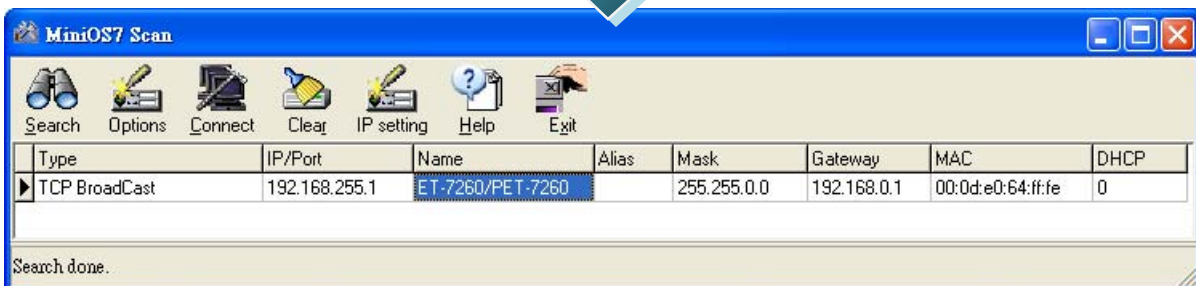 MiniOS7 Scan
Search Options Connect Clear IP setting Help Exit
Type IP/Port Name Alias Mask Gateway MAC DHCP
TCP BroadCast 192.168.255.1 ET-7260/PET-7260 255.255.0.0 192.168.0.1 00:0d:e0:64:ff:fe 0
Search done.